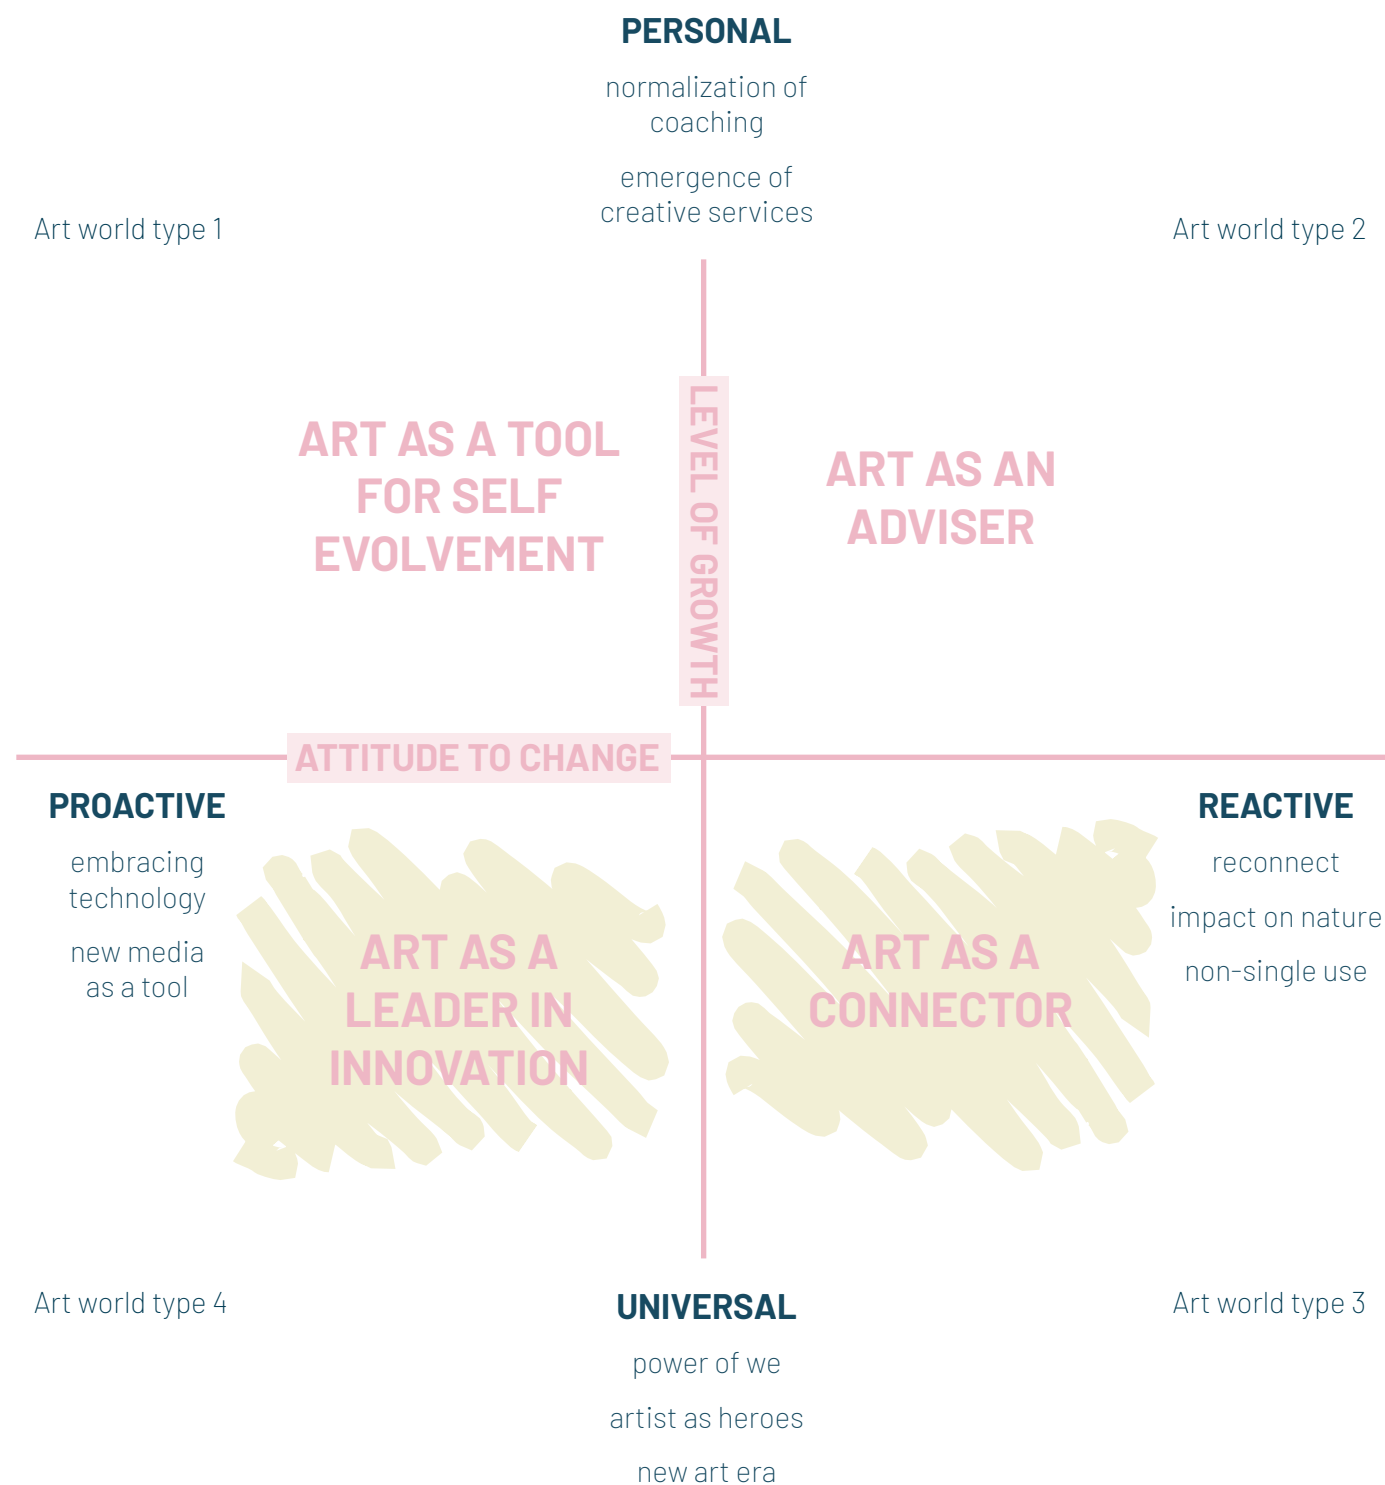 PERSONAL
normalization of
coaching
emergence of
creative services
Art world type 1
Art world type 2
LEVEL OF GROWTH
ART AS A TOOL
FOR SELF
EVOLVEMENT
ART AS AN
ADVISER
ATTITUDE TO CHANGE
PROACTIVE
embracing
technology
new media
as a tool
REACTIVE
reconnect
impact on nature
non-single use
ART AS A
LEADER IN
INNOVATION
ART AS A
CONNECTOR
Art world type 4
Art world type 3
UNIVERSAL
power of we
artist as heroes
new art era